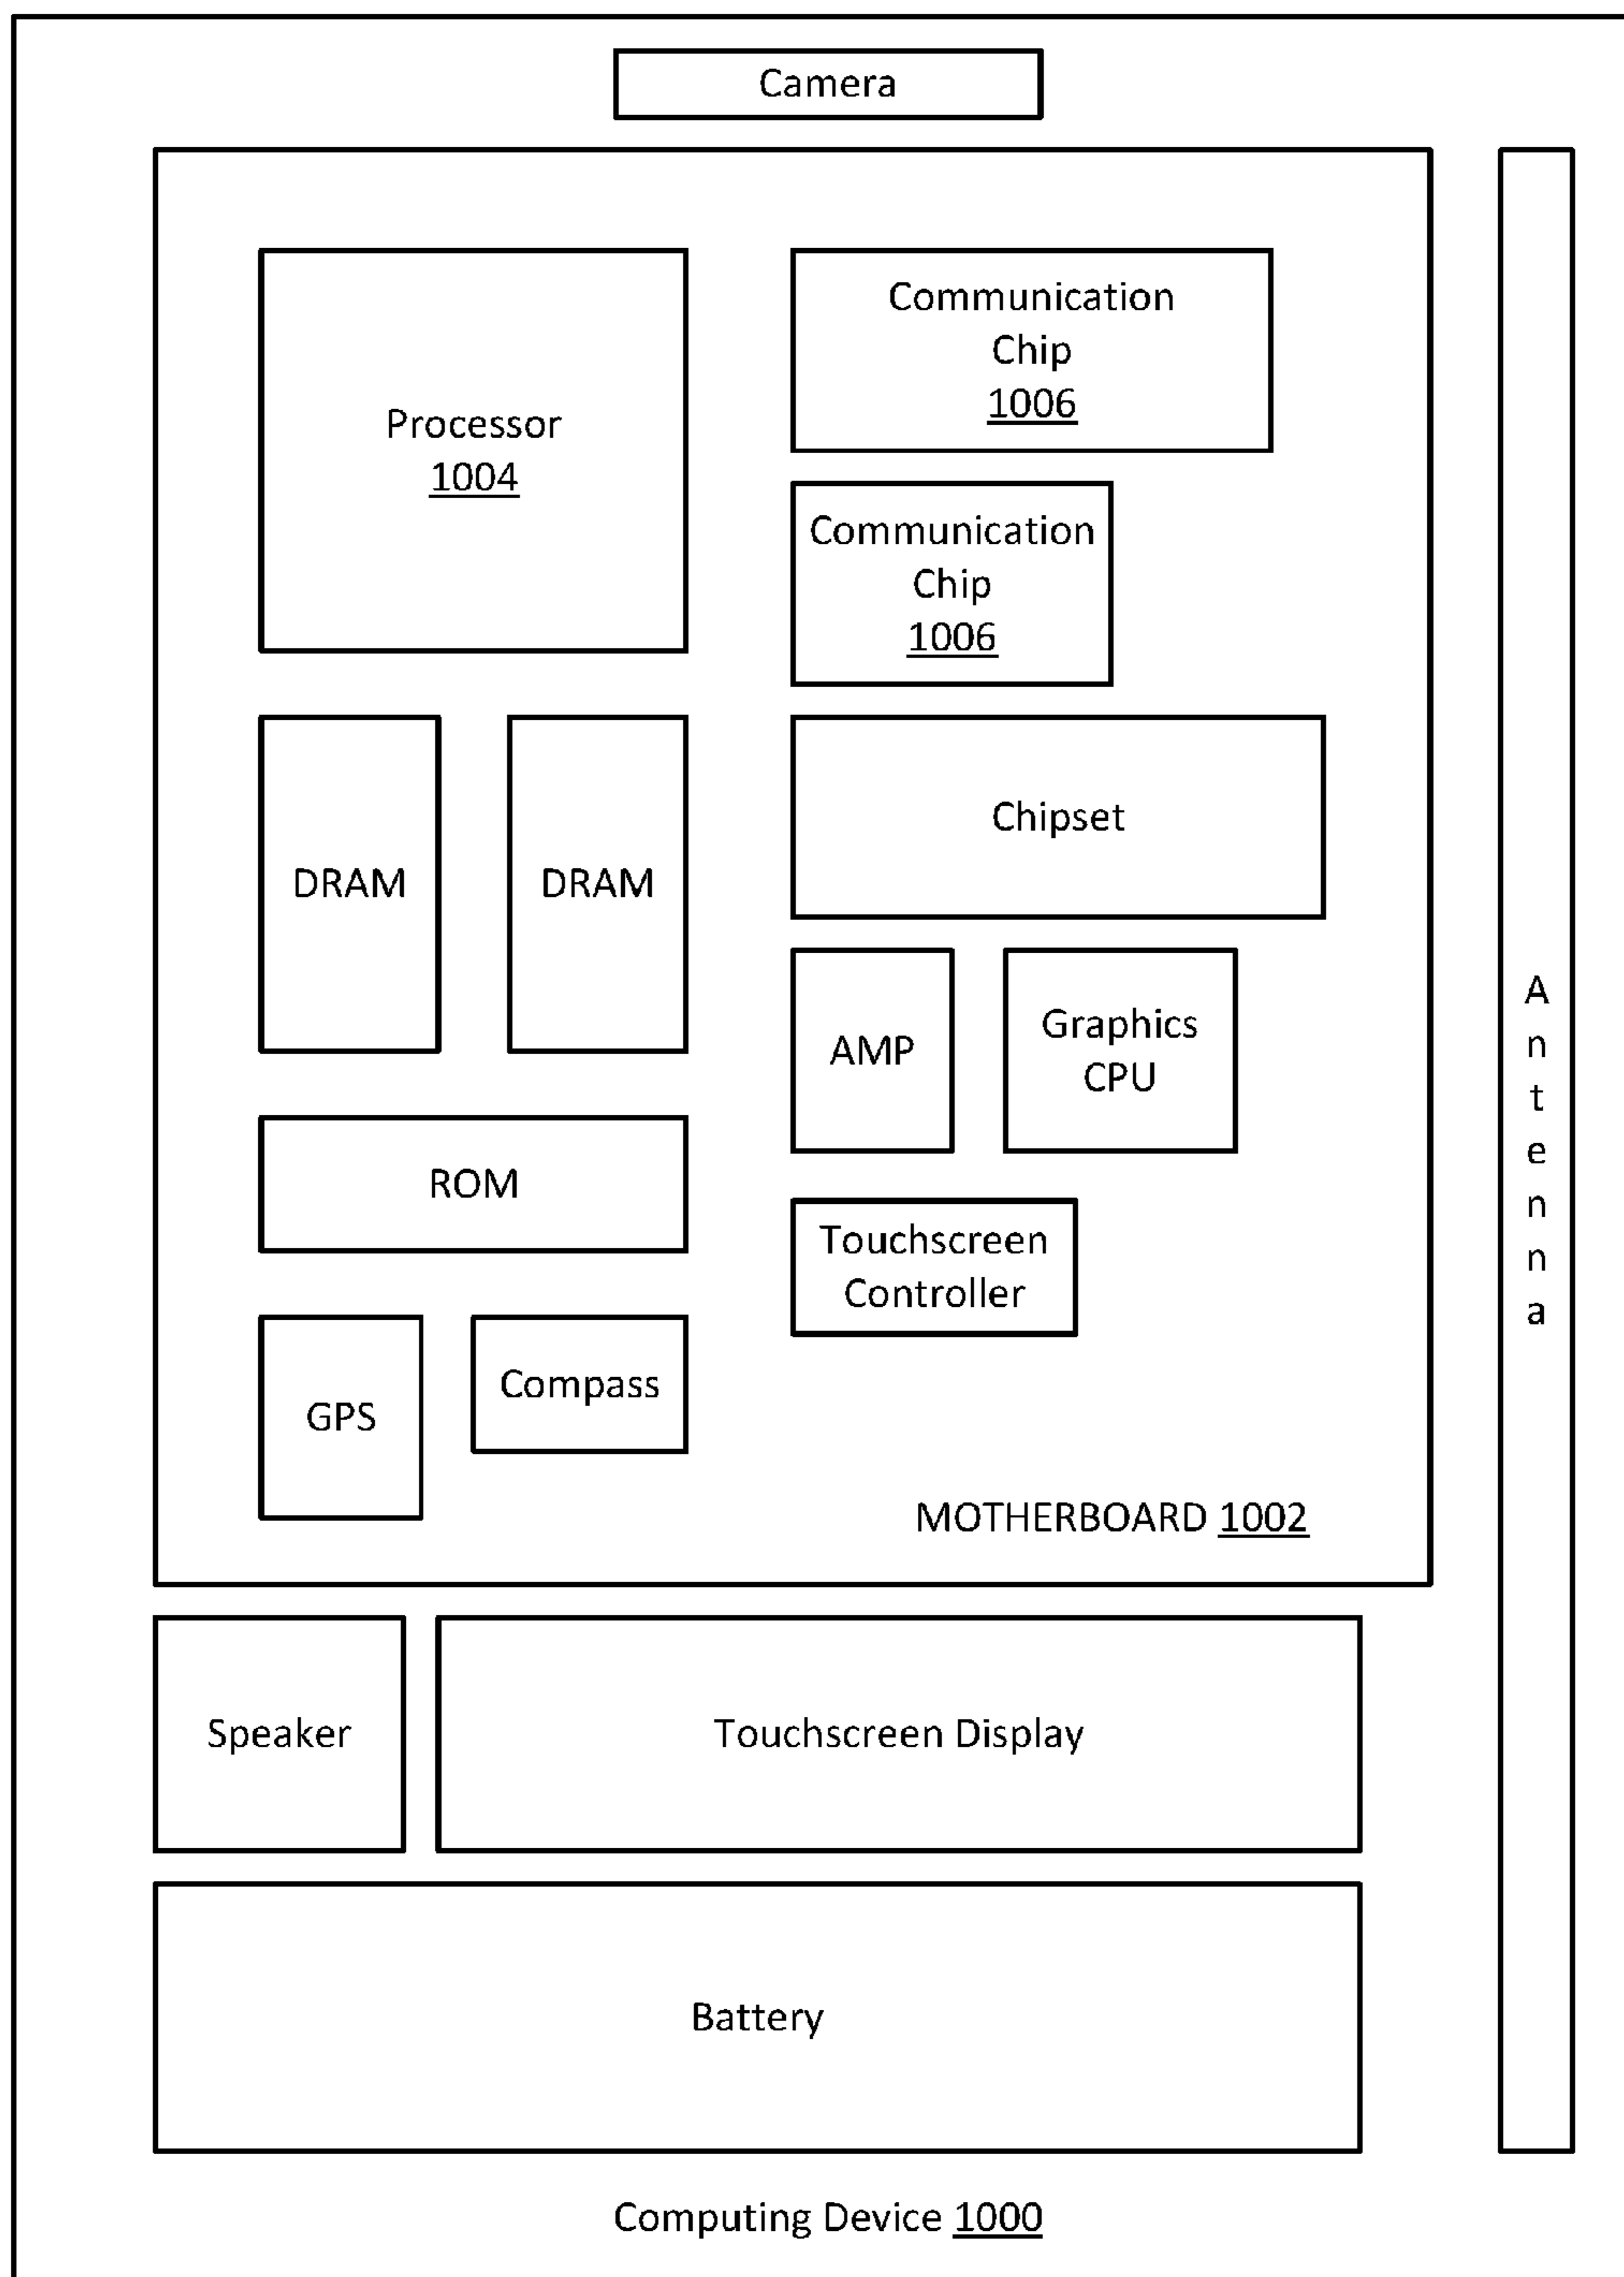 Camera
Processor
1004
Communication
Chip
1006
Communication
Chip
1006
DRAM
DRAM
Chipset
AMP
Graphics
CPU
ROM
Touchscreen
Controller
GPS
Compass
MOTHERBOARD 1002
Antenna
Speaker
Touchscreen Display
Battery
Computing Device 1000